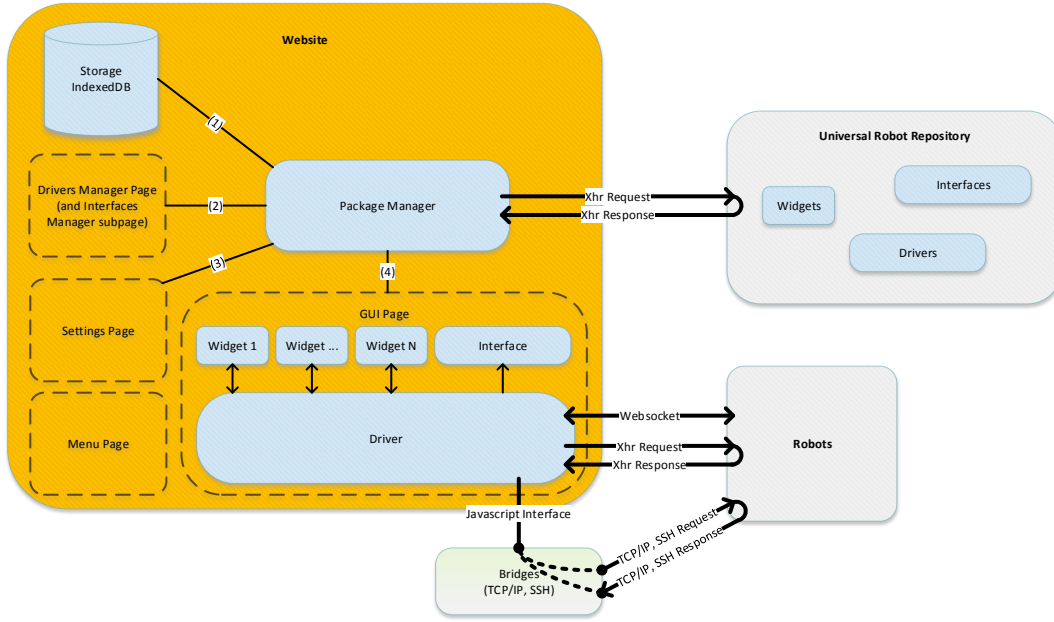 Website
Storage
IndexedDB
(1)
Universal Robot Repository
Drivers Manager Page
(and Interfaces
Manager subpage)
(2)
Package Manager
Xhr Request
Xhr Response
Widgets
Interfaces
Drivers
(3)
(4)
Settings Page
GUI Page
Widget 1
Widget ...
Widget N
Interface
Menu Page
Driver
Websocket
Xhr Request
Xhr Response
Robots
Javascript Interface
TCP/IP, SSH Request
TCP/IP, SSH Response
Bridges
(TCP/IP, SSH)